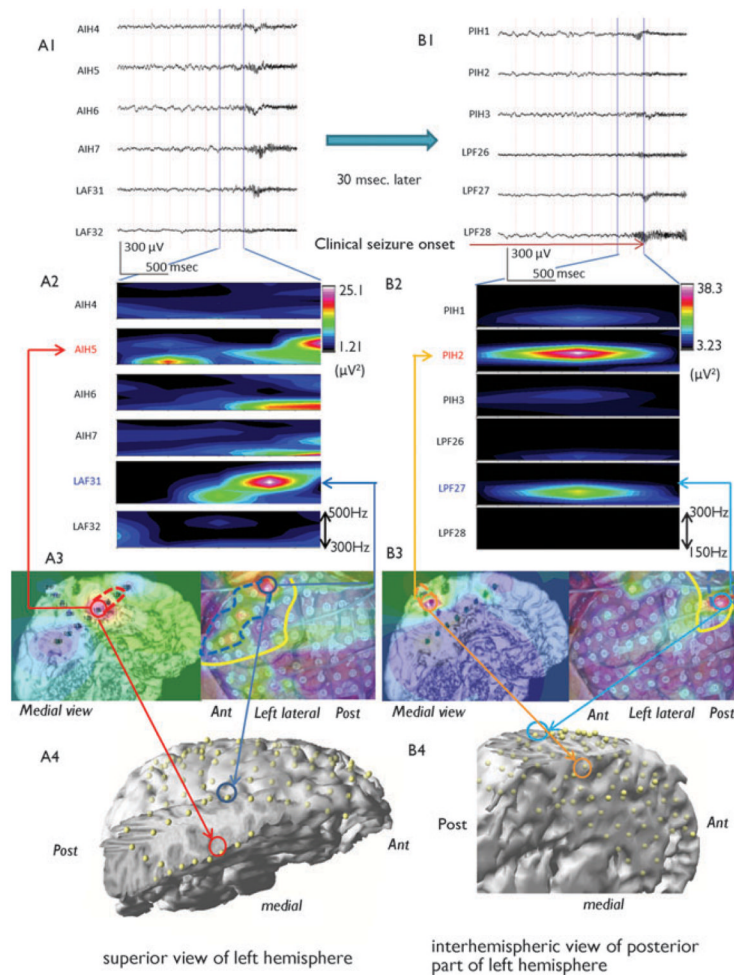 A1
AIH4
AIH5
AIH6
AIH7
LAF31
LAF32
300 µV
500 msec
30 msec. later
B1
PIH1
PIH2
PIH3
LPF26
LPF27
LPF28
Clinical seizure onset
300 µV
500 msec
A2
AIH4
AIH5
AIH6
AIH7
LAF31
LAF32
25.1
1.21
(µV²)
500Hz
300Hz
B2
PIH1
PIH2
PIH3
LPF26
LPF27
LPF28
38.3
3.23
(µV²)
300Hz
150Hz
A3
Medial view
Ant Left lateral Post
B3
Medial view
Ant Left lateral Post
A4
Post
Ant
medial
superior view of left hemisphere
B4
Post
Ant
medial
interhemispheric view of posterior
part of left hemisphere